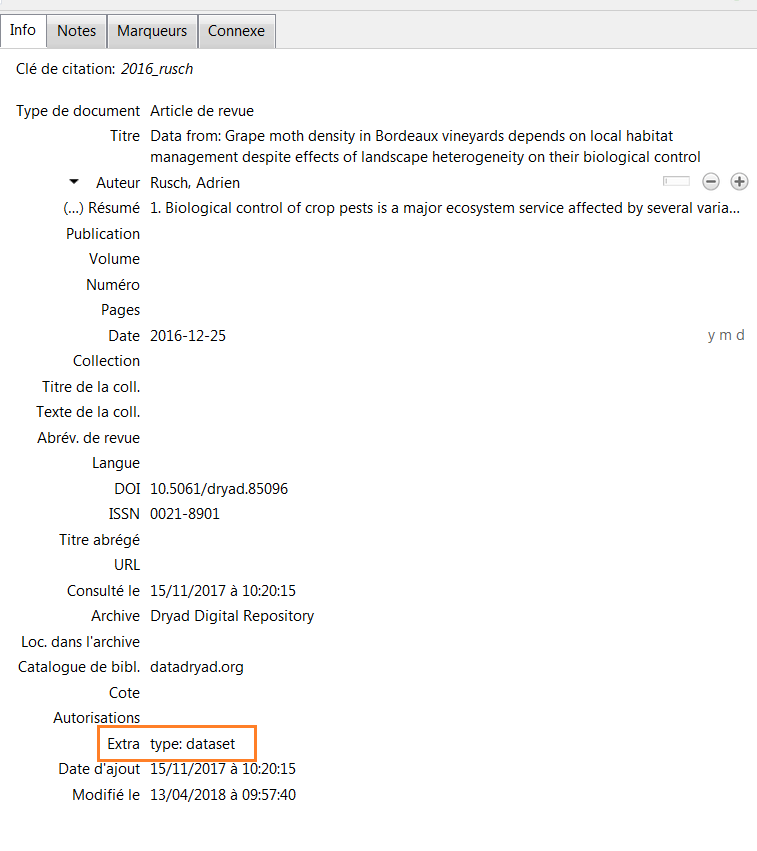 Info Notes Marqueurs Connexe
Clé de citation: 2016_rusch
Type de document Article de revue
Titre Data from: Grape moth density in Bordeaux vineyards depends on local habitat
management despite effects of landscape heterogeneity on their biological control
Auteur Rusch, Adrien
(...) Résumé 1. Biological control of crop pests is a major ecosystem service affected by several varia...
Publication
Volume
Numéro
Pages
Date 2016-12-25 y m d
Collection
Titre de la coll.
Texte de la coll.
Abrév. de revue
Langue
DOI 10.5061/dryad.85096
ISSN 0021-8901
Titre abrégé
URL
Consulté le 15/11/2017 à 10:20:15
Archive Dryad Digital Repository
Loc. dans l'archive
Catalogue de bibl. datadryad.org
Cote
Autorisations
Extra type: dataset
Date d'ajout 15/11/2017 à 10:20:15
Modifié le 13/04/2018 à 09:57:40